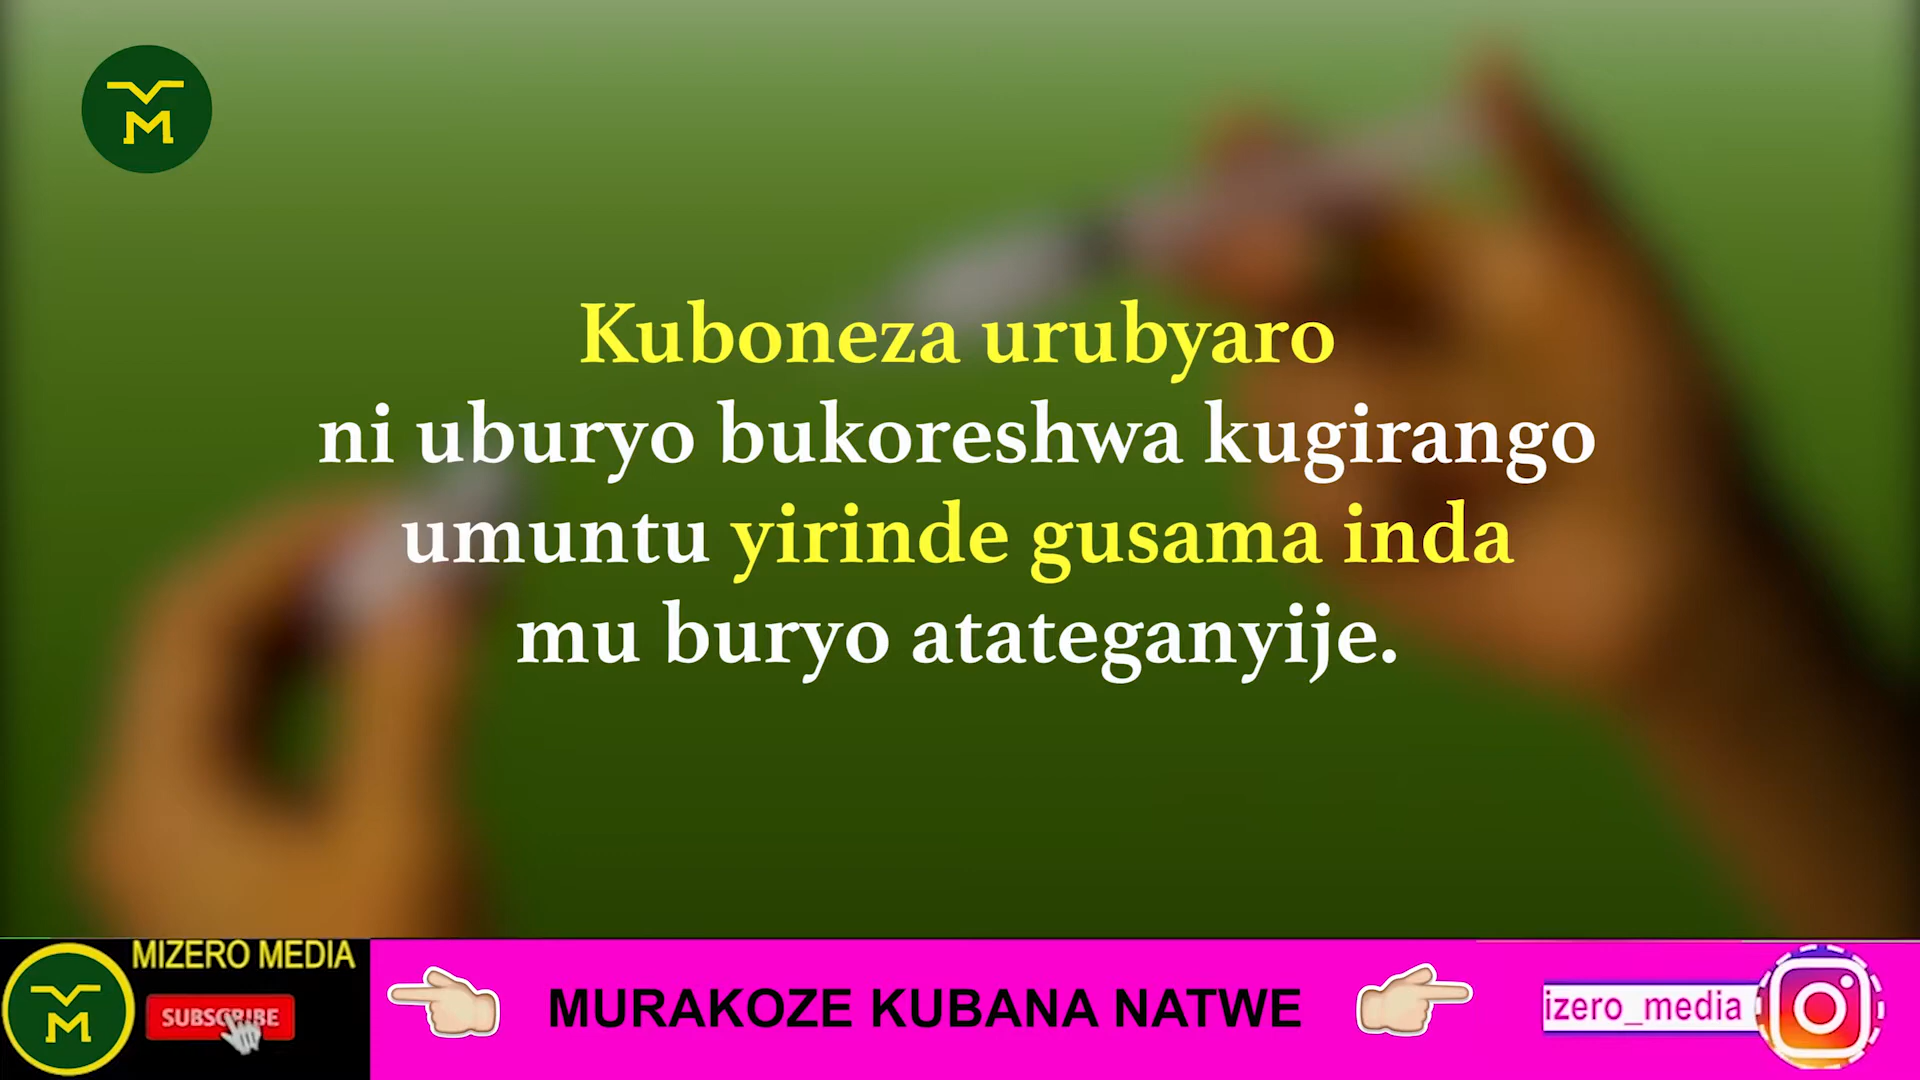 Kuboneza urubyaro
ni uburyo bukoreshwa kugirango
umuntu yirinde gusama inda
mu buryo atateganyije.
MIZERO MEDIA
SUBSCRIBE
MURAKOZE KUBANA NATWE
izero_media